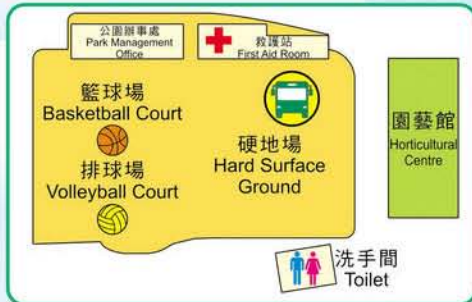 公園辦事處
Park Management
Office
救護站
First Aid Room
籃球場
Basketball Court
排球場
Volleyball Court
硬地場
Hard Surface
Ground
園藝館
Horticultural
Centre
洗手間
Toilet